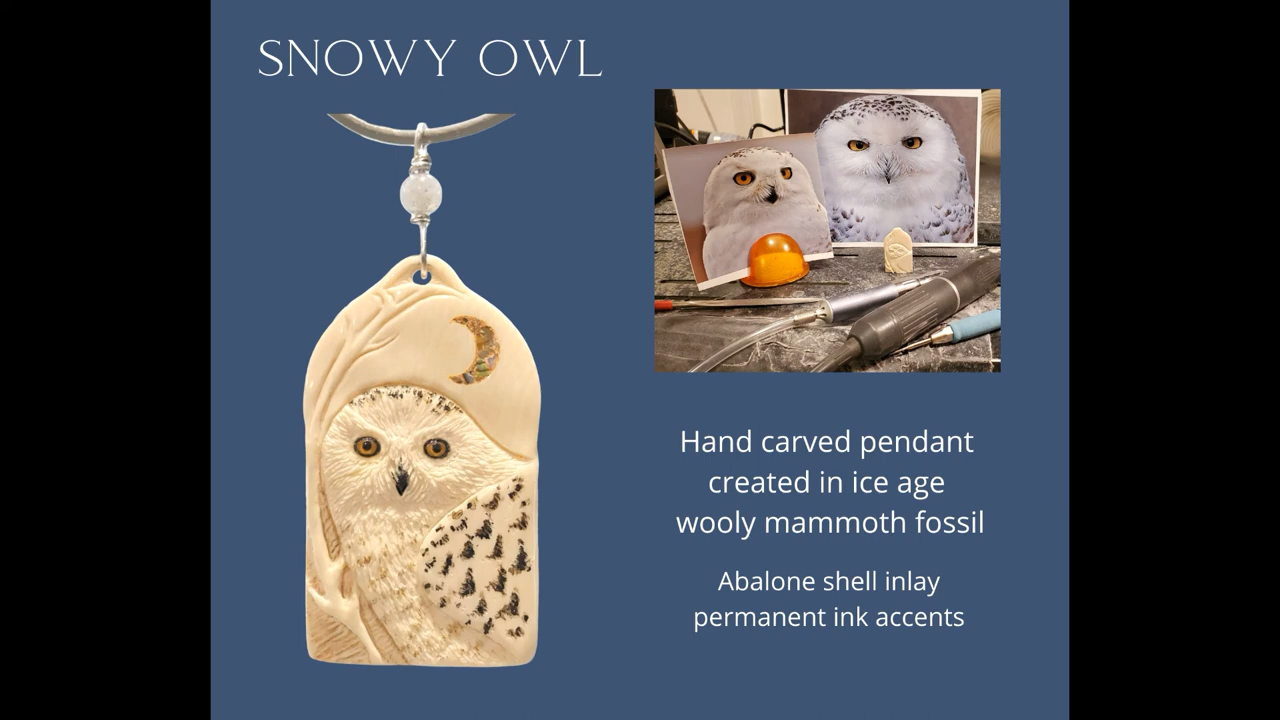 SNOWY OWL
Hand carved pendant
created in ice age
wooly mammoth fossil
Abalone shell inlay
permanent ink accents